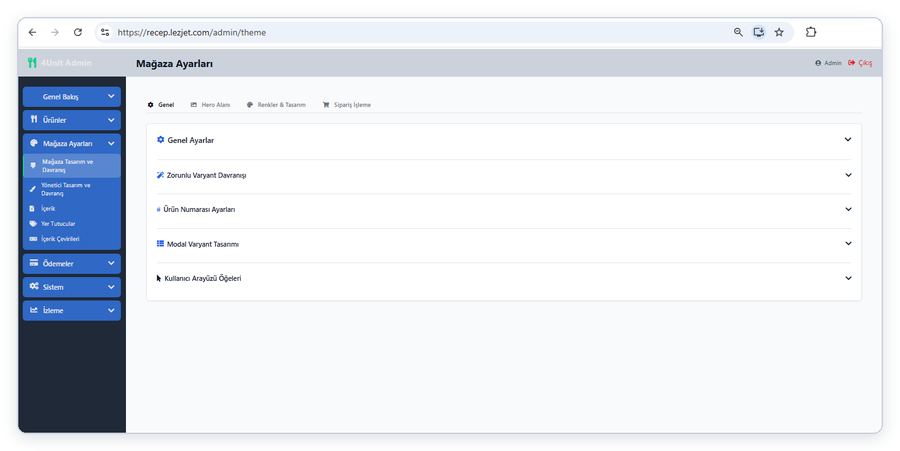 https://recep.lezjet.com/admin/theme
4Unit Admin
Mağaza Ayarları
Admin
Çıkış
Genel Bakış
Ürünler
Mağaza Ayarları
Mağaza Tasarım ve
Davranış
Yönetici Tasarım ve
Davranış
İçerik
Yer Tutucular
İçerik Çevirileri
Ödemeler
Sistem
İzleme
Genel
Hero Alanı
Renkler & Tasarım
Sipariş İşleme
Genel Ayarlar
Zorunlu Varyant Davranışı
# Ürün Numarası Ayarları
Modal Varyant Tasarımı
Kullanıcı Arayüzü Öğeleri